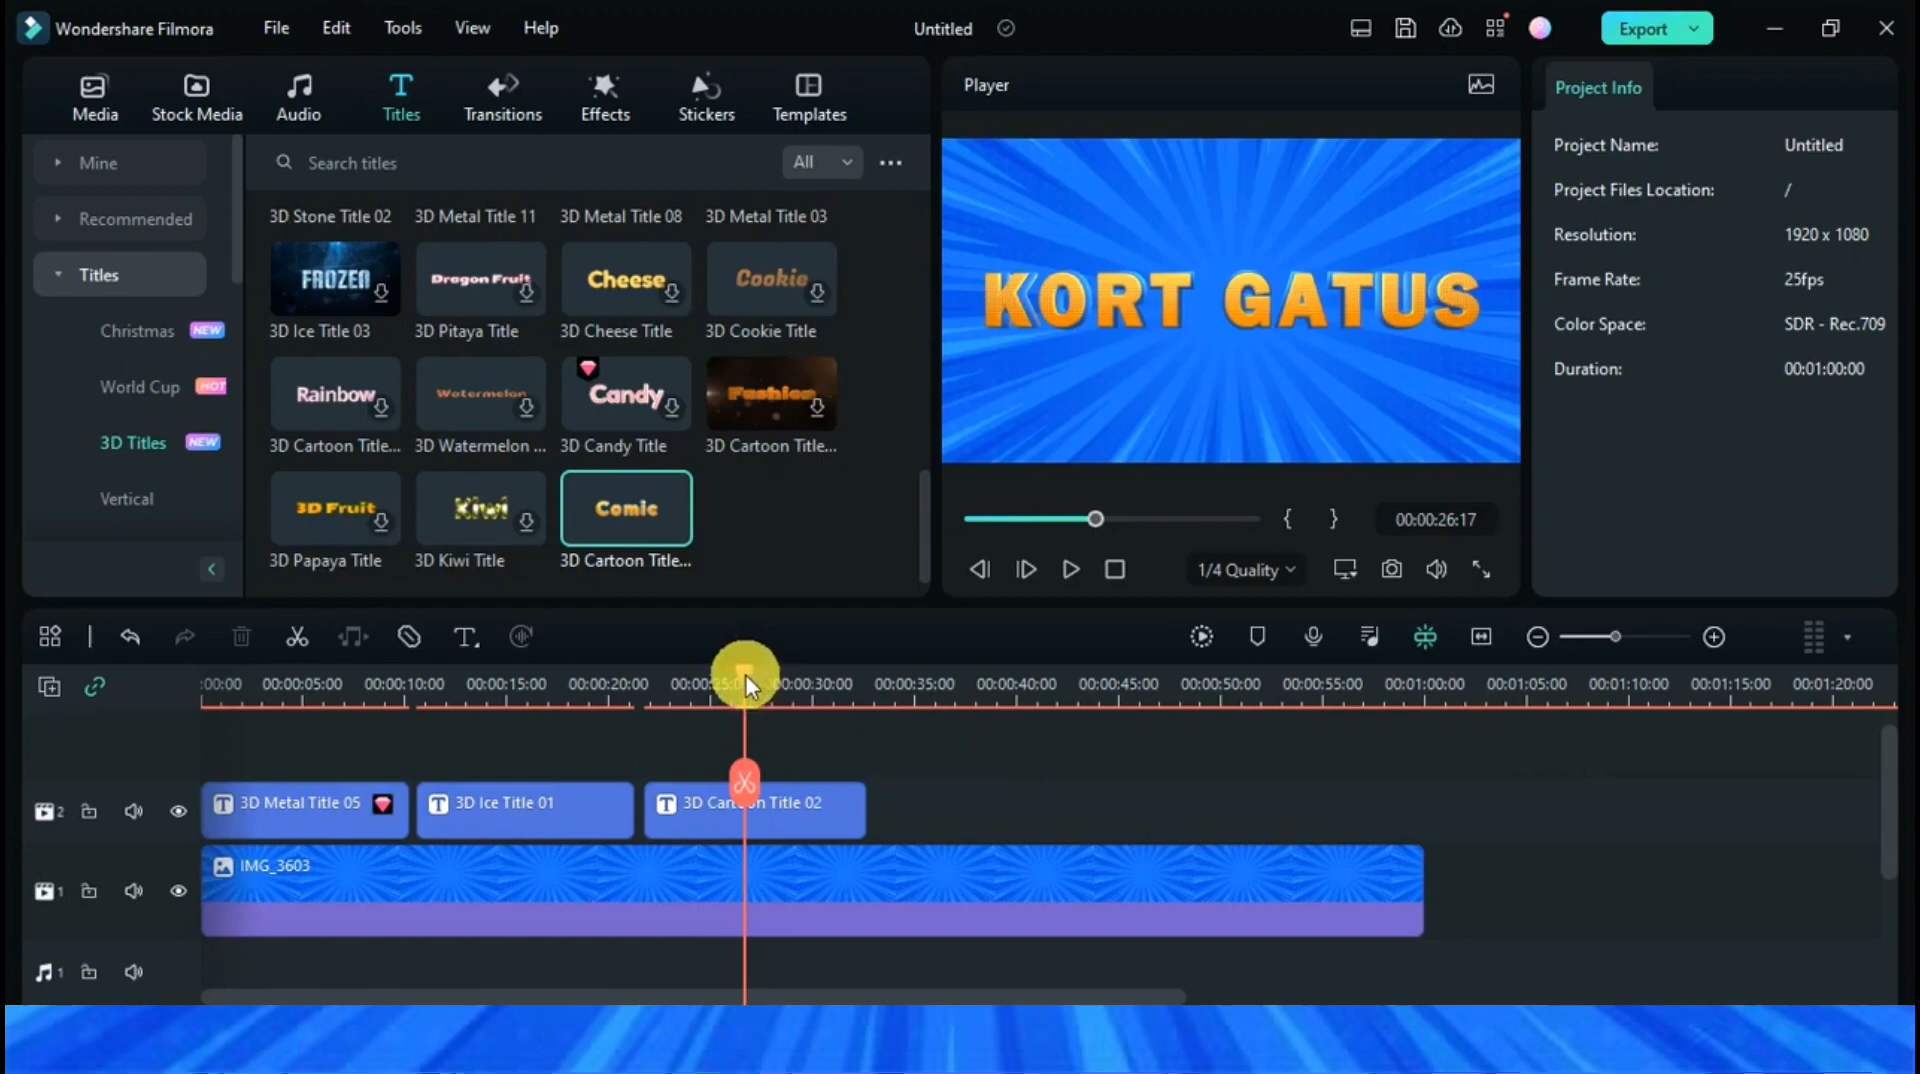 Wondershare Filmora File Edit Tools View Help Untitled Export
Media Stock Media Audio Titles Transitions Effects Stickers Templates
Player
Project Info
Mine
Recommended
Titles
Christmas NEW
World Cup HOT
3D Titles NEW
Vertical
Search titles All
3D Stone Title 02 3D Metal Title 11 3D Metal Title 08 3D Metal Title 03
FROZEN Dragon Fruit Cheese Cookie
3D Ice Title 03 3D Pitaya Title 3D Cheese Title 3D Cookie Title
Rainbow Watermelon Candy Fashion
3D Cartoon Title... 3D Watermelon ... 3D Candy Title 3D Cartoon Title...
3D Fruit Kiwi Comic
3D Papaya Title 3D Kiwi Title 3D Cartoon Title...
KORT GATUS
{ } 00:00:26:17
1/4 Quality
Project Name: Untitled
Project Files Location: /
Resolution: 1920 x 1080
Frame Rate: 25fps
Color Space: SDR - Rec.709
Duration: 00:01:00:00
:00:00 00:00:05:00 00:00:10:00 00:00:15:00 00:00:20:00 00:00:25:0 00:00:30:00 00:00:35:00 00:00:40:00 00:00:45:00 00:00:50:00 00:00:55:00 00:01:00:00 00:01:05:00 00:01:10:00 00:01:15:00 00:01:20:00
2 3D Metal Title 05 3D Ice Title 01 3D Cartoon Title 02
1 IMG_3603
1